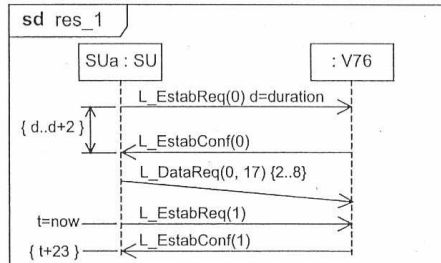 sd res_1
SUa : SU
: V76
L_EstabReq(0) d=duration
{ d..d+2 }
L_EstabConf(0)
L_DataReq(0, 17) {2..8}
t=now
L_EstabReq(1)
{ t+23 }
L_EstabConf(1)